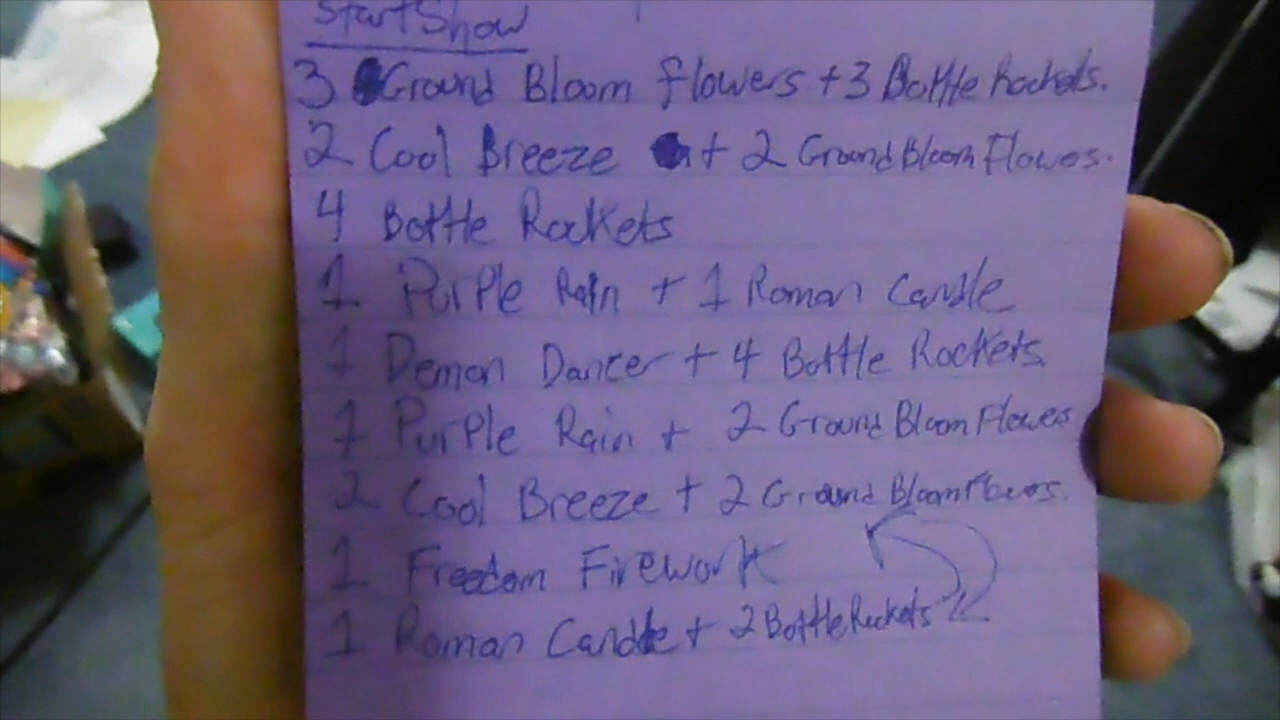 Start Show
3 Ground Bloom flowers + 3 Bottle Rockets.
2 Cool Breeze + 2 Ground Bloom Flowes.
4 Bottle Rockets
1 Purple Rain + 1 Roman Candle
1 Demon Dancer + 4 Bottle Rockets
1 Purple Rain + 2 Ground Bloom Flowers
2 Cool Breeze + 2 Ground Bloom Flowes.
1 Freedom Firework
1 Roman Candle + 2 Bottle Rockets